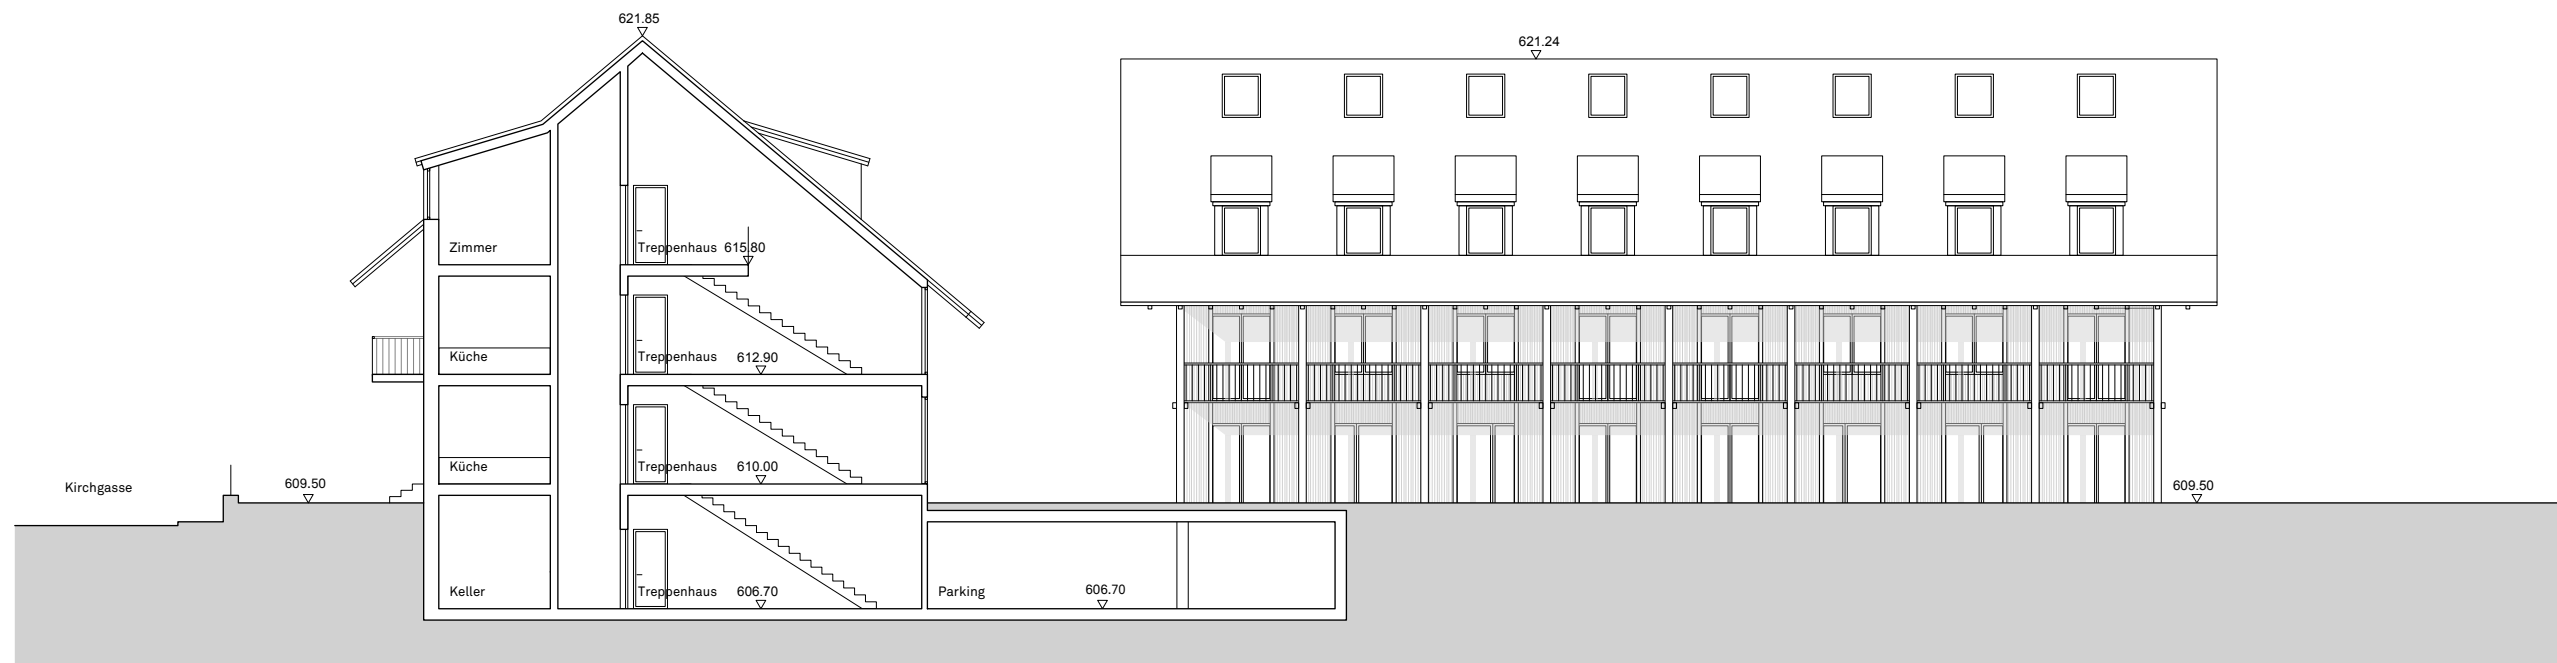 621.85
621.24
Zimmer
Treppenhaus 615.80
Küche
Treppenhaus 612.90
Küche
Treppenhaus 610.00
Kirchgasse
609.50
609.50
Keller
Treppenhaus 606.70
Parking
606.70